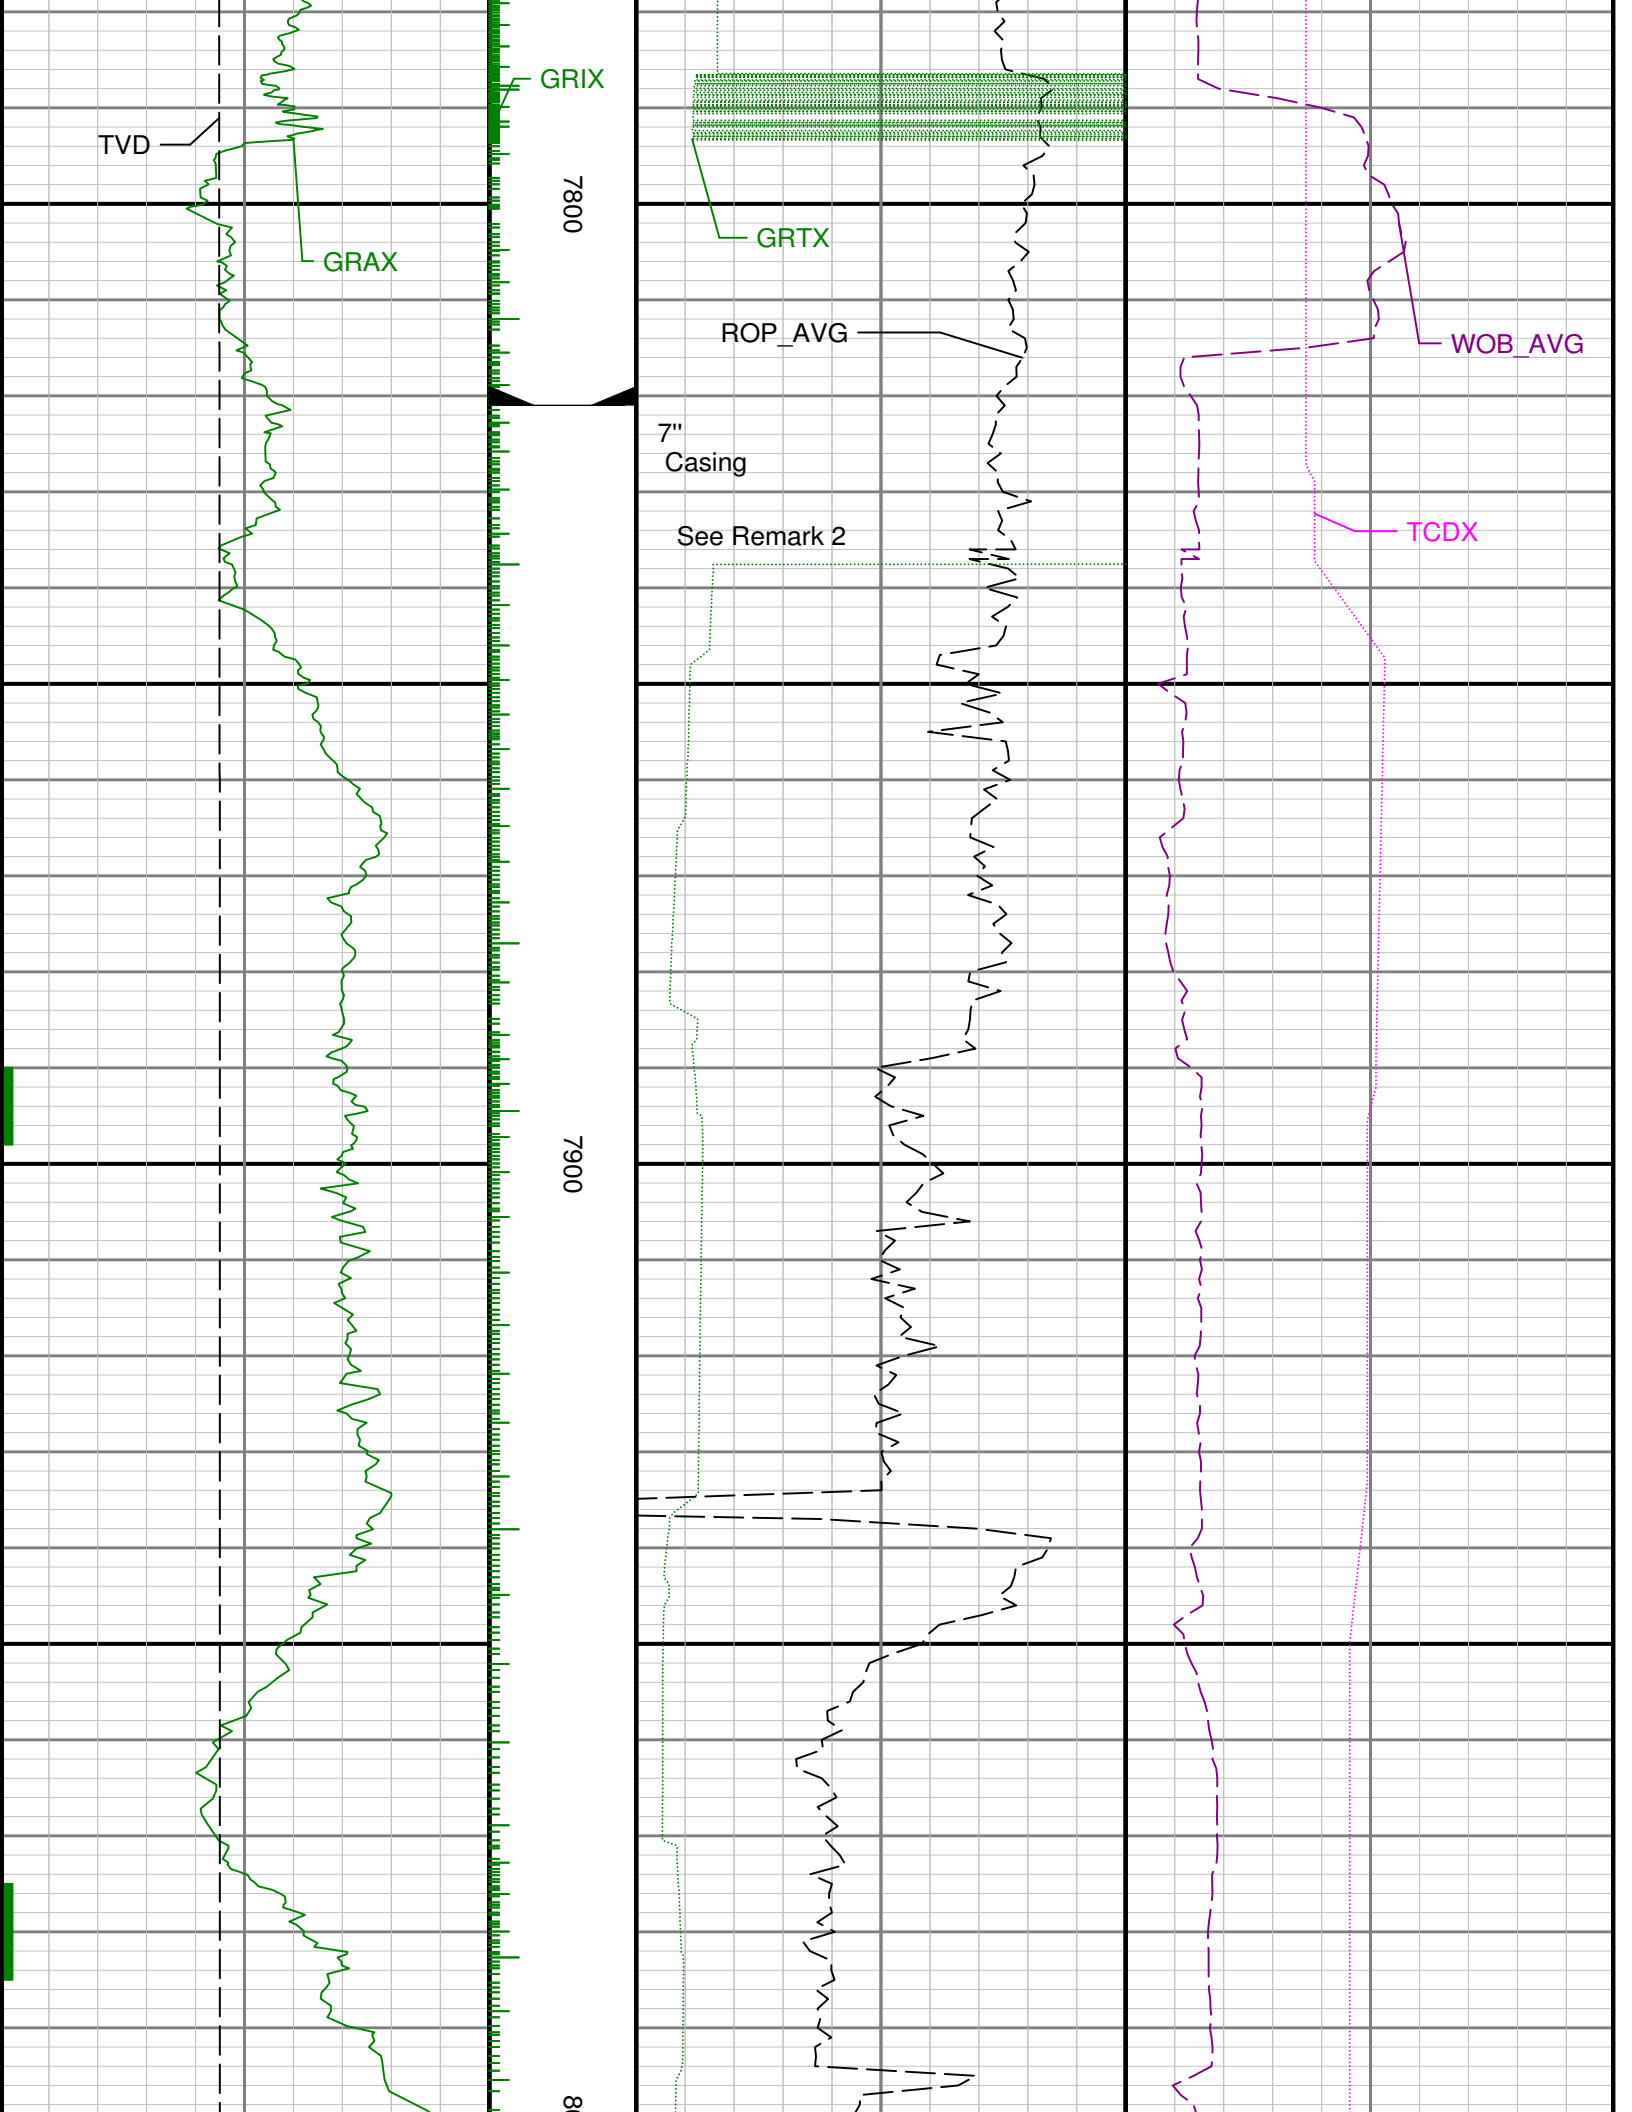 GRIX
TVD
7800
GRTX
GRAX
ROP_AVG
WOB_AVG
7"
Casing
See Remark 2
TCDX
7900